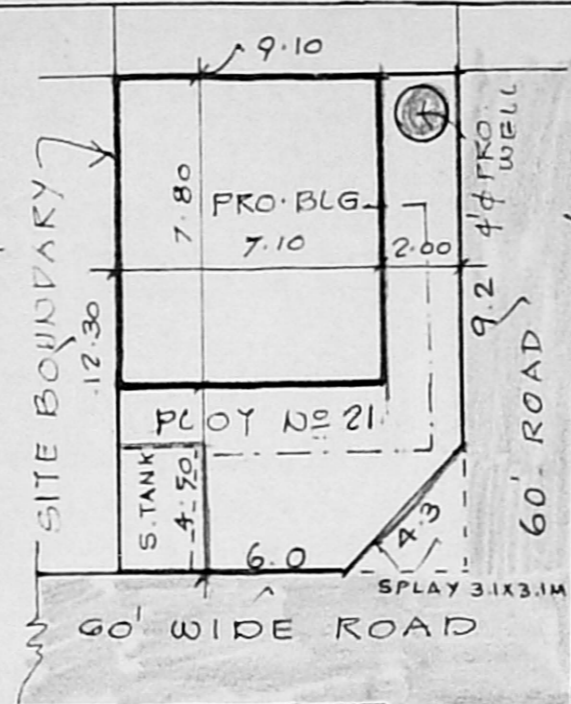 9.10
4'ɸ PRO.
WELL
SITE BOUNDARY
7.80
PRO.BLG
7.10
2.00
12.30
9.2
60' ROAD
PLOY Nº 21
S.TANK
4.50
6.0
4.3
SPLAY 3.1X3.1M
60' WIDE ROAD